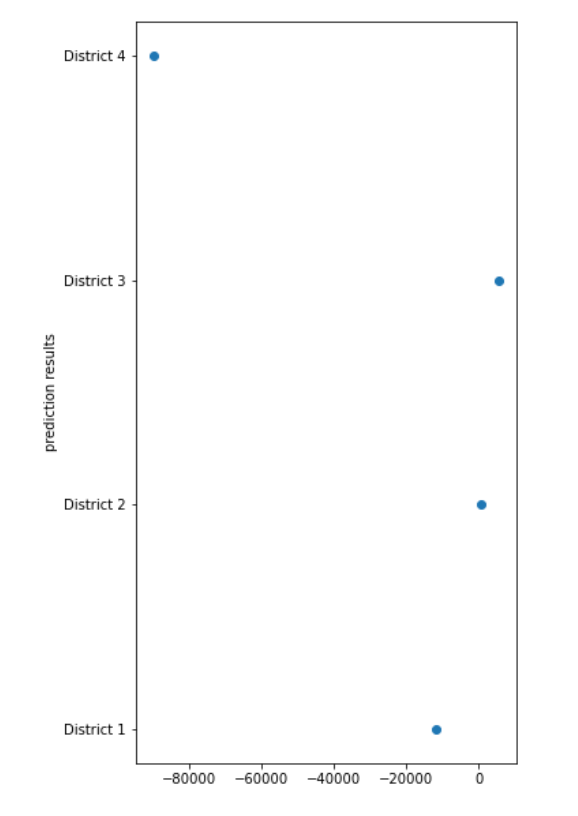 District 4
District 3
prediction results
District 2
District 1
−80000 −60000 −40000 −20000 0